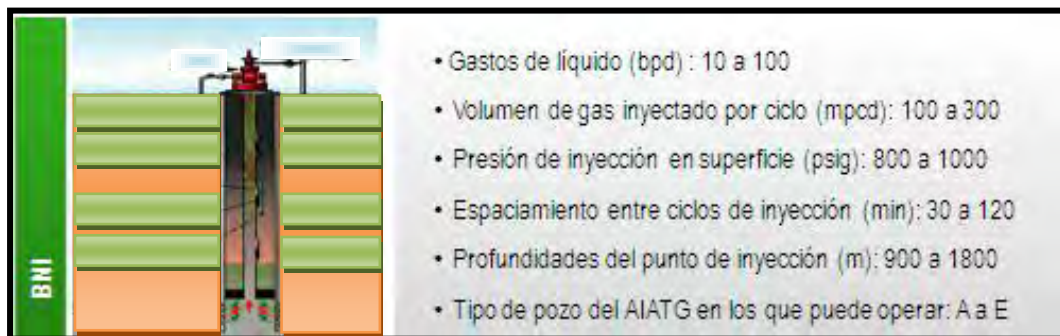 BNI
• Gastos de líquido (bpd) : 10 a 100
• Volumen de gas inyectado por ciclo (mpcd): 100 a 300
• Presión de inyección en superficie (psig): 800 a 1000
• Espaciamiento entre ciclos de inyección (min): 30 a 120
• Profundidades del punto de inyección (m): 900 a 1800
• Tipo de pozo del AIATG en los que puede operar: A a E